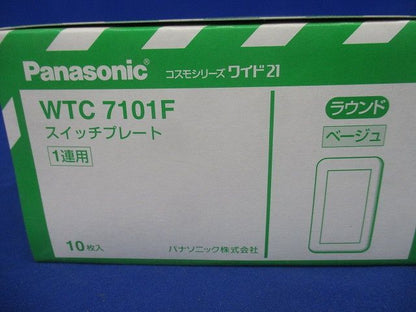 Panasonic® コスモシリーズ ワイド21
WTC 7101F
スイッチプレート
1連用
ラウンド
ベージュ
10枚入
パナソニック株式会社